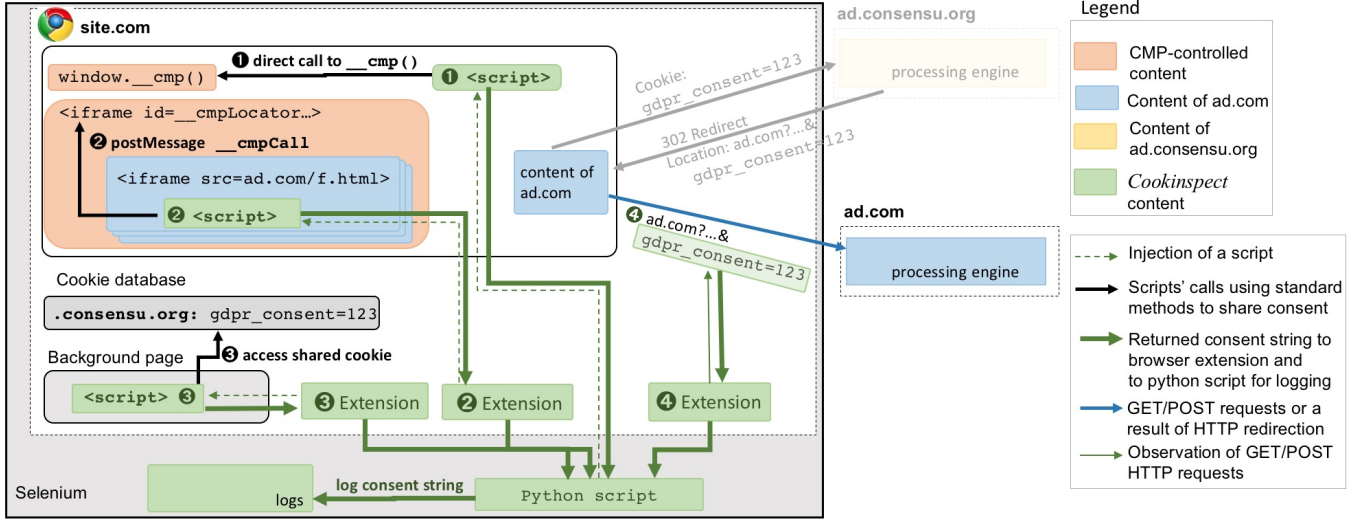 site.com
❶ direct call to __cmp()
window.__cmp()
❶ <script>
<iframe id=__cmpLocator…>
❷ postMessage __cmpCall
<iframe src=ad.com/f.html>
❷ <script>
content of
ad.com
Cookie:
gdpr_consent=123
302 Redirect
Location: ad.com?...&
gdpr_consent=123
ad.consensu.org
processing engine
❹ ad.com?...&
gdpr_consent=123
ad.com
processing engine
Cookie database
.consensu.org: gdpr_consent=123
Background page
❸ access shared cookie
<script> ❸
❸ Extension
❷ Extension
❹ Extension
Selenium
logs
log consent string
Python script
Legend
CMP-controlled
content
Content of ad.com
Content of
ad.consensu.org
Cookinspect
content
Injection of a script
Scripts’ calls using standard
methods to share consent
Returned consent string to
browser extension and
to python script for logging
GET/POST requests or a
result of HTTP redirection
Observation of GET/POST
HTTP requests